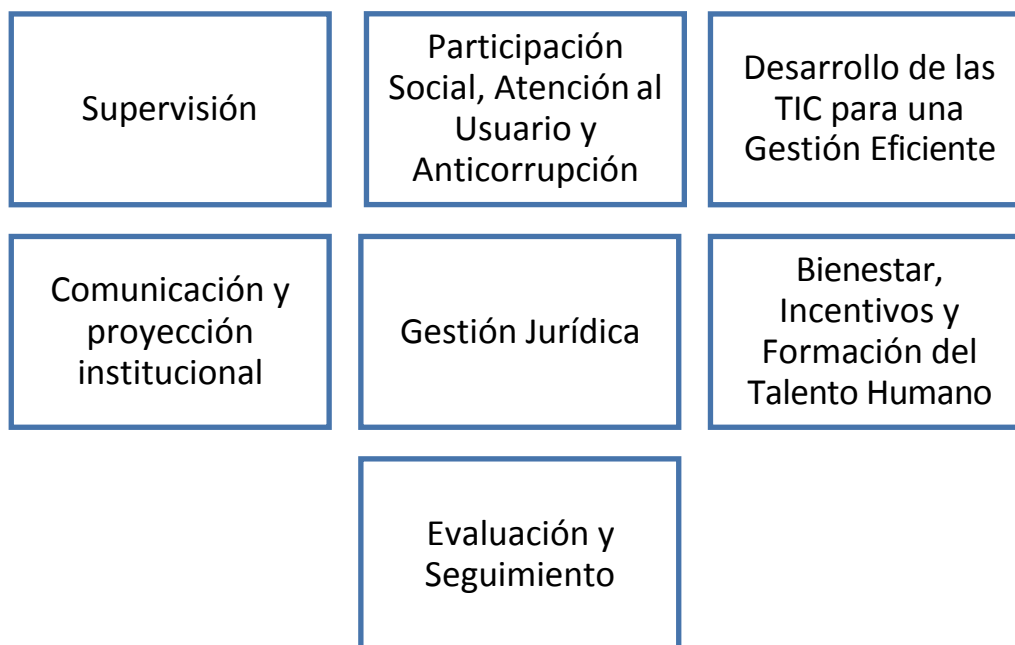 Supervisión
Participación
Social, Atención al
Usuario y
Anticorrupción
Desarrollo de las
TIC para una
Gestión Eficiente
Comunicación y
proyección
institucional
Gestión Jurídica
Bienestar,
Incentivos y
Formación del
Talento Humano
Evaluación y
Seguimiento